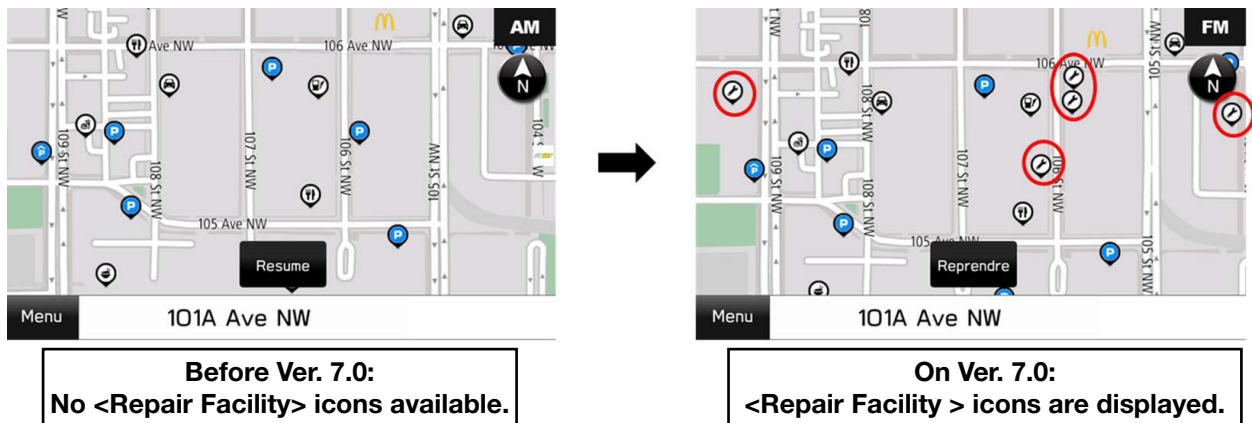 AM
Ave NW
106 Ave NW
N
109 St NW
108 St NW
107 St NW
106 St NW
105 St NW
P
P
P
P
P
P
105 Ave NW
Resume
Menu
101A Ave NW
Before Ver. 7.0:
No <Repair Facility> icons available.
FM
106 Ave NW
105 St NW
N
108 St NW
109 St NW
108 St NW
107 St NW
P
P
P
P
P
105 St NW
Reprendre
Menu
101A Ave NW
On Ver. 7.0:
<Repair Facility > icons are displayed.